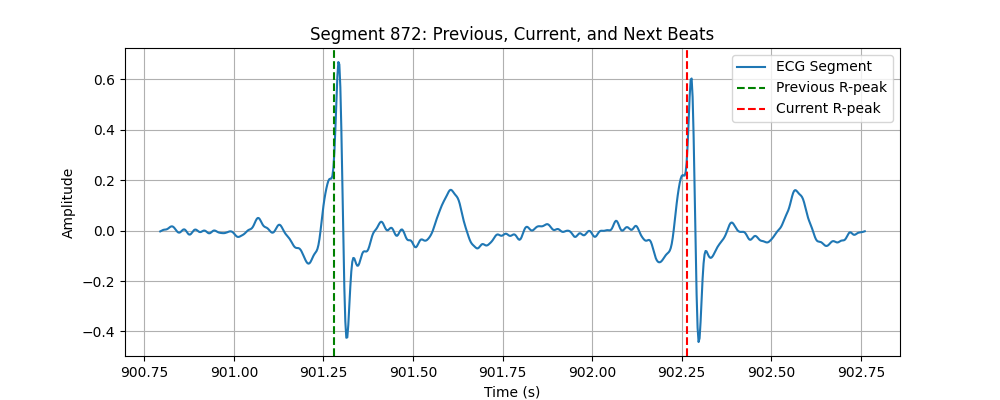 Segment 872: Previous, Current, and Next Beats
ECG Segment
Previous R-peak
Current R-peak
Amplitude
0.6
0.4
0.2
0.0
−0.2
−0.4
900.75 901.00 901.25 901.50 901.75 902.00 902.25 902.50 902.75
Time (s)